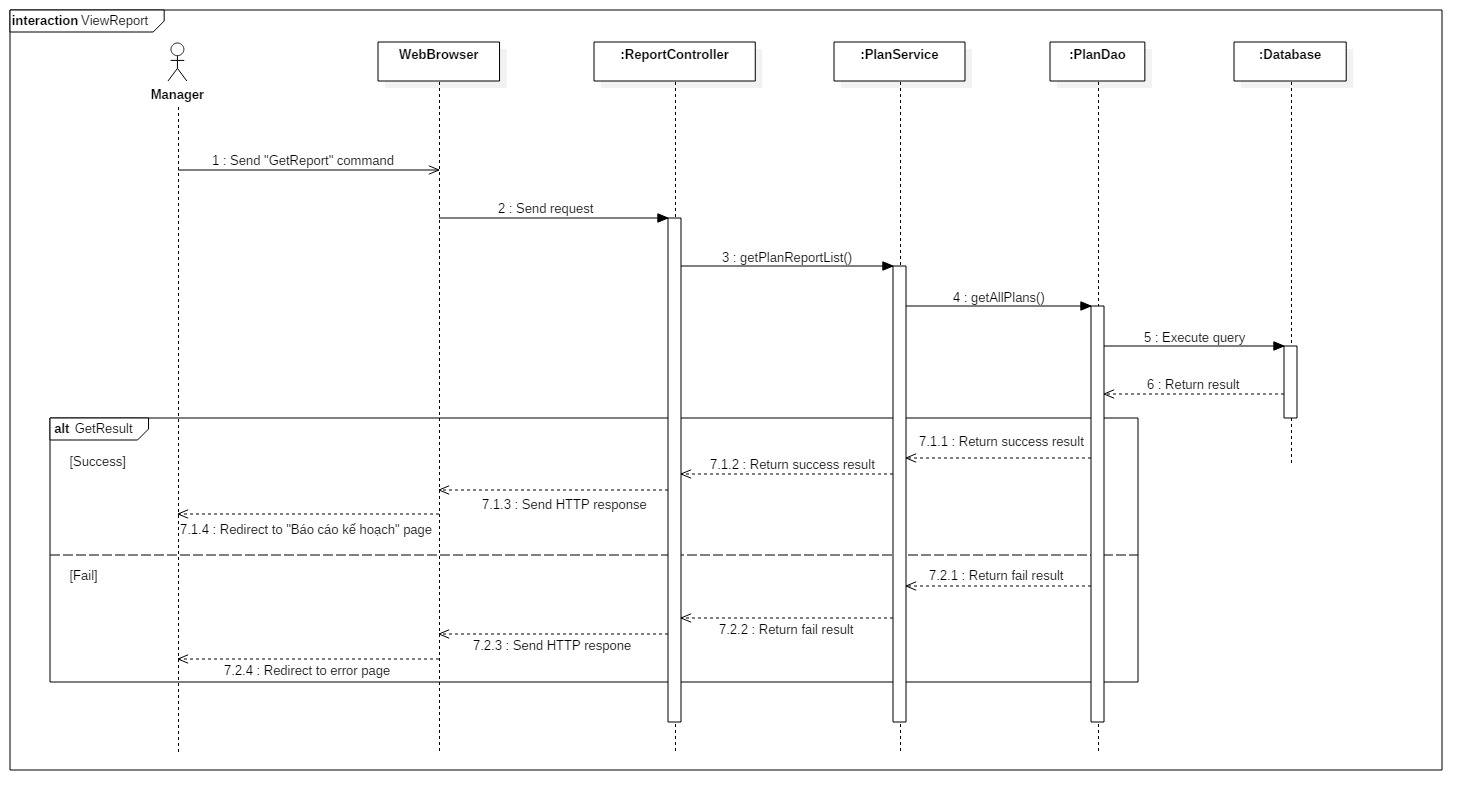 interaction ViewReport
Manager
WebBrowser
:ReportController
:PlanService
:PlanDao
:Database
1 : Send "GetReport" command
2 : Send request
3 : getPlanReportList()
4 : getAllPlans()
5 : Execute query
6 : Return result
alt GetResult
[Success]
7.1.1 : Return success result
7.1.2 : Return success result
7.1.3 : Send HTTP response
7.1.4 : Redirect to "Báo cáo kế hoạch" page
[Fail]
7.2.1 : Return fail result
7.2.2 : Return fail result
7.2.3 : Send HTTP respone
7.2.4 : Redirect to error page